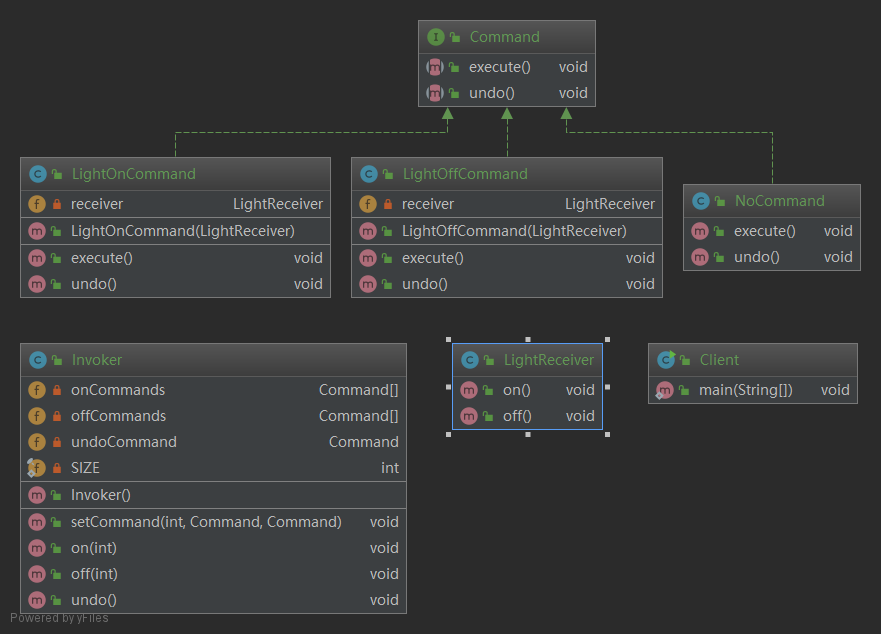 Command
execute() void
undo() void
LightOnCommand
receiver LightReceiver
LightOnCommand(LightReceiver)
execute() void
undo() void
LightOffCommand
receiver LightReceiver
LightOffCommand(LightReceiver)
execute() void
undo() void
NoCommand
execute() void
undo() void
Invoker
onCommands Command[]
offCommands Command[]
undoCommand Command
SIZE int
Invoker()
setCommand(int, Command, Command) void
on(int) void
off(int) void
undo() void
LightReceiver
on() void
off() void
Client
main(String[]) void
Powered by yFiles